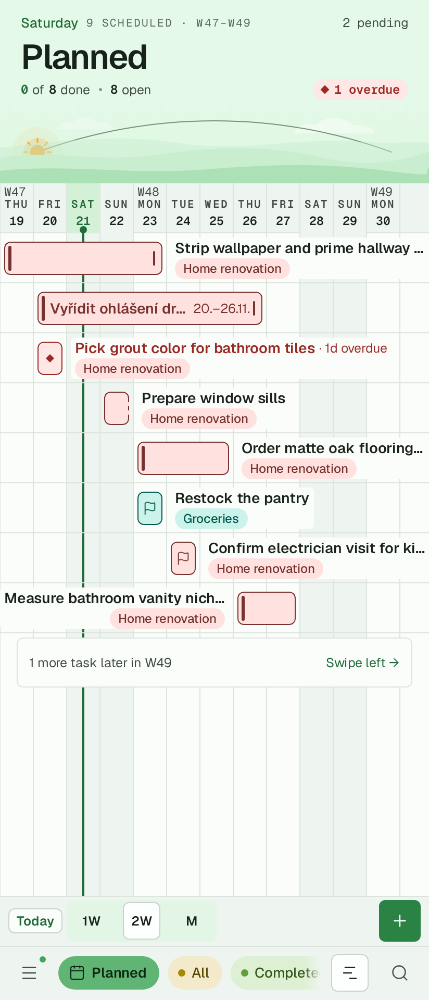 Saturday 9 SCHEDULED · W47–W49 2 pending
Planned
0 of 8 done • 8 open 1 overdue
W47 W48 W49
THU FRI SAT SUN MON TUE WED THU FRI SAT SUN MON
19 20 21 22 23 24 25 26 27 28 29 30
Strip wallpaper and prime hallway …
Home renovation
Vyřídit ohlášení dr… 20.–26.11.
Pick grout color for bathroom tiles · 1d overdue
Home renovation
Prepare window sills
Home renovation
Order matte oak flooring…
Home renovation
Restock the pantry
Groceries
Confirm electrician visit for ki…
Home renovation
Measure bathroom vanity nich…
Home renovation
1 more task later in W49 Swipe left →
Today 1W 2W M
Planned All Complete